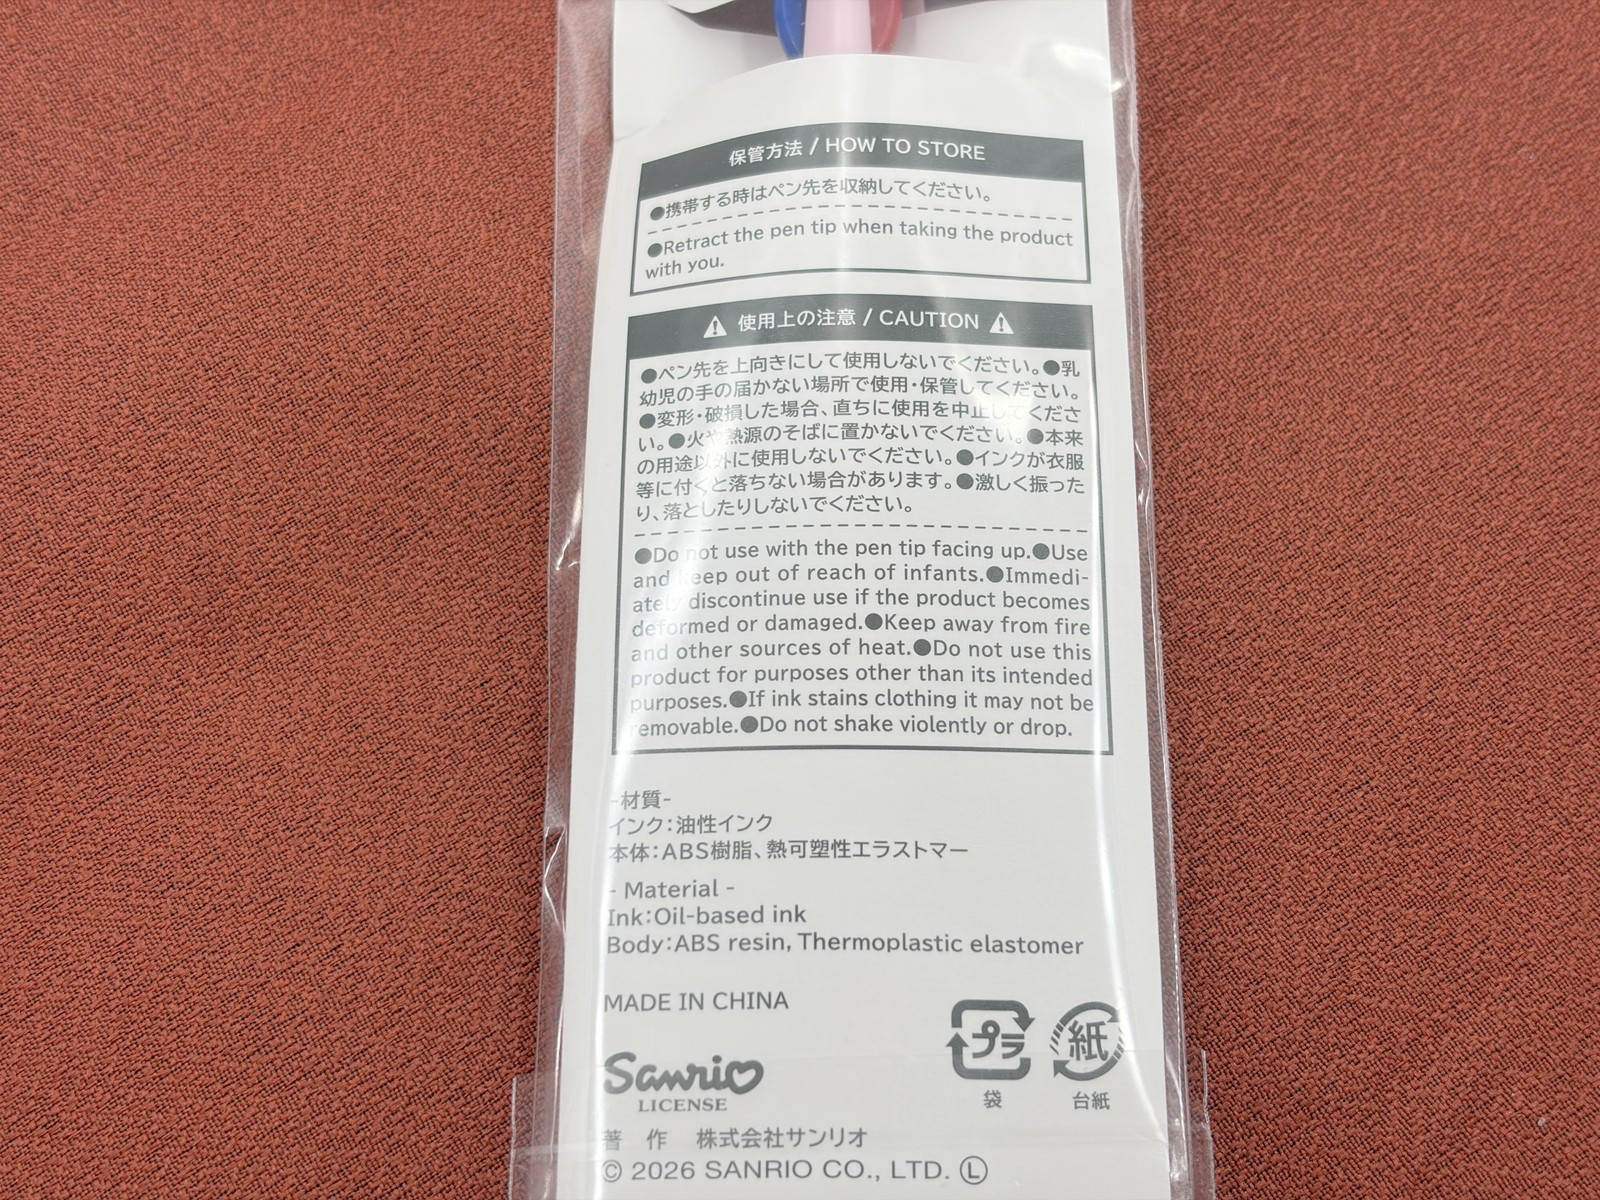 保管方法 / HOW TO STORE
●携帯する時はペン先を収納してください。
●Retract the pen tip when taking the product
with you.
使用上の注意 / CAUTION
●ペン先を上向きにして使用しないでください。●乳
幼児の手の届かない場所で使用・保管してください。
●変形・破損した場合、直ちに使用を中止してくださ
い。●火や熱源のそばに置かないでください。●本来
の用途以外に使用しないでください。●インクが衣服
等に付くと落ちない場合があります。●激しく振った
り、落としたりしないでください。
●Do not use with the pen tip facing up.●Use
and keep out of reach of infants.●Immedi-
ately discontinue use if the product becomes
deformed or damaged.●Keep away from fire
and other sources of heat.●Do not use this
product for purposes other than its intended
purposes.●If ink stains clothing it may not be
removable.●Do not shake violently or drop.
-材質-
インク:油性インク
本体:ABS樹脂、熱可塑性エラストマー
- Material -
Ink:Oil-based ink
Body:ABS resin, Thermoplastic elastomer
MADE IN CHINA
プラ
紙
袋
台紙
Sanrio
LICENSE
著 作 株式会社サンリオ
© 2026 SANRIO CO., LTD. Ⓛ